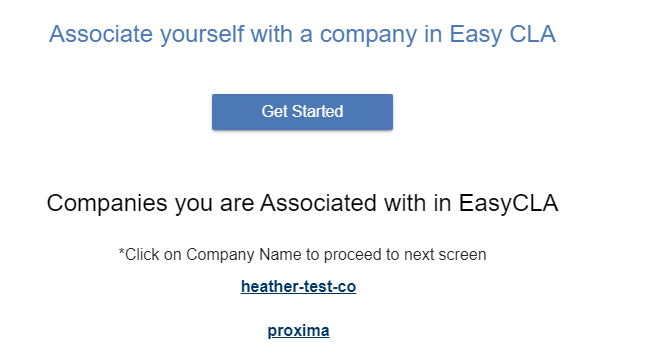 Associate yourself with a company in Easy CLA
Get Started
Companies you are Associated with in EasyCLA
*Click on Company Name to proceed to next screen
heather-test-co
proxima